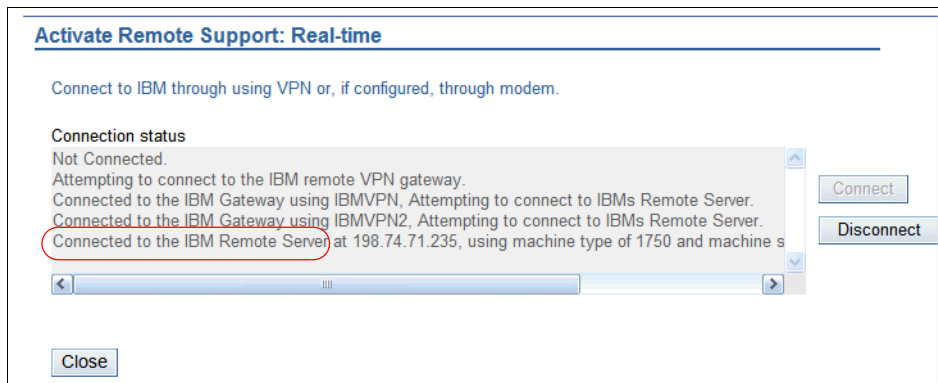 Activate Remote Support: Real-time
Connect to IBM through using VPN or, if configured, through modem.
Connection status
Not Connected.
Attempting to connect to the IBM remote VPN gateway.
Connected to the IBM Gateway using IBMVPN, Attempting to connect to IBMs Remote Server.
Connected to the IBM Gateway using IBMVPN2, Attempting to connect to IBMs Remote Server.
Connected to the IBM Remote Server at 198.74.71.235, using machine type of 1750 and machine s
Connect
Disconnect
Close